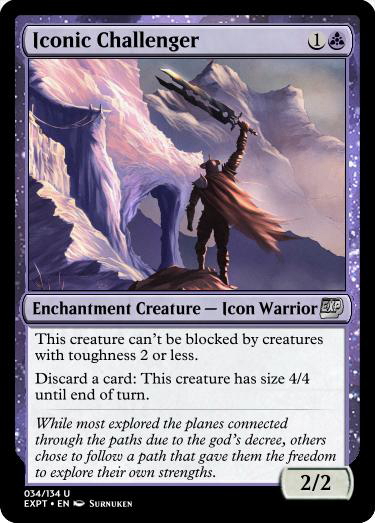 Iconic Challenger 1
Enchantment Creature — Icon Warrior EXP
This creature can't be blocked by creatures
with toughness 2 or less.
Discard a card: This creature has size 4/4
until end of turn.
While most explored the planes connected
through the paths due to the god's decree, others
chose to follow a path that gave them the freedom
to explore their own strengths.
2/2
034/134 U
EXPT • EN Surnuken